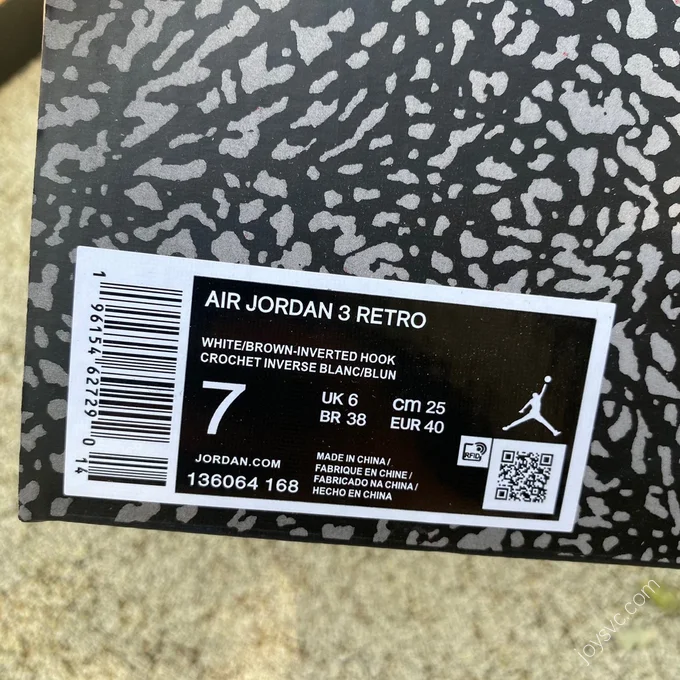 AIR JORDAN 3 RETRO
WHITE/BROWN-INVERTED HOOK
CROCHET INVERSE BLANC/BLUN
7
UK 6
BR 38
cm 25
EUR 40
JORDAN.COM
136064 168
MADE IN CHINA /
FABRIQUE EN CHINE /
FABRICADO NA CHINA /
HECHO EN CHINA
RFID
1 96154 62729 0 14
joysvc.com